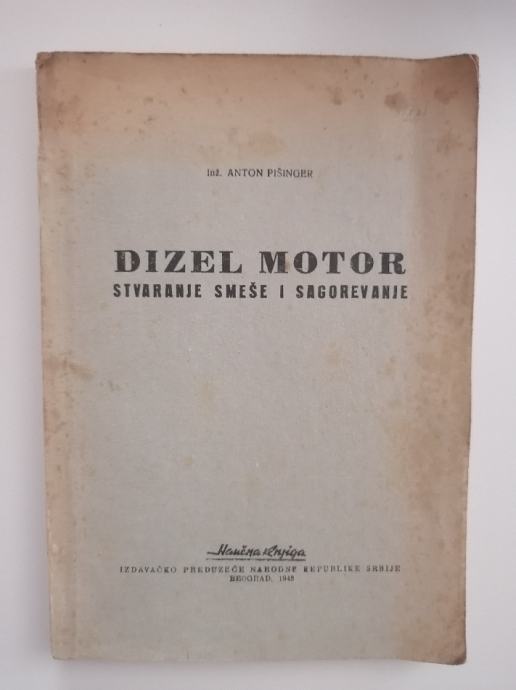 Inž. ANTON PIŠINGER
DIZEL MOTOR
STVARANJE SMEŠE I SAGOREVANJE
Naučna Knjiga
IZDAVAČKO PREDUZEĆE NARODNE REPUBLIKE SRBIJE
BEOGRAD, 1948